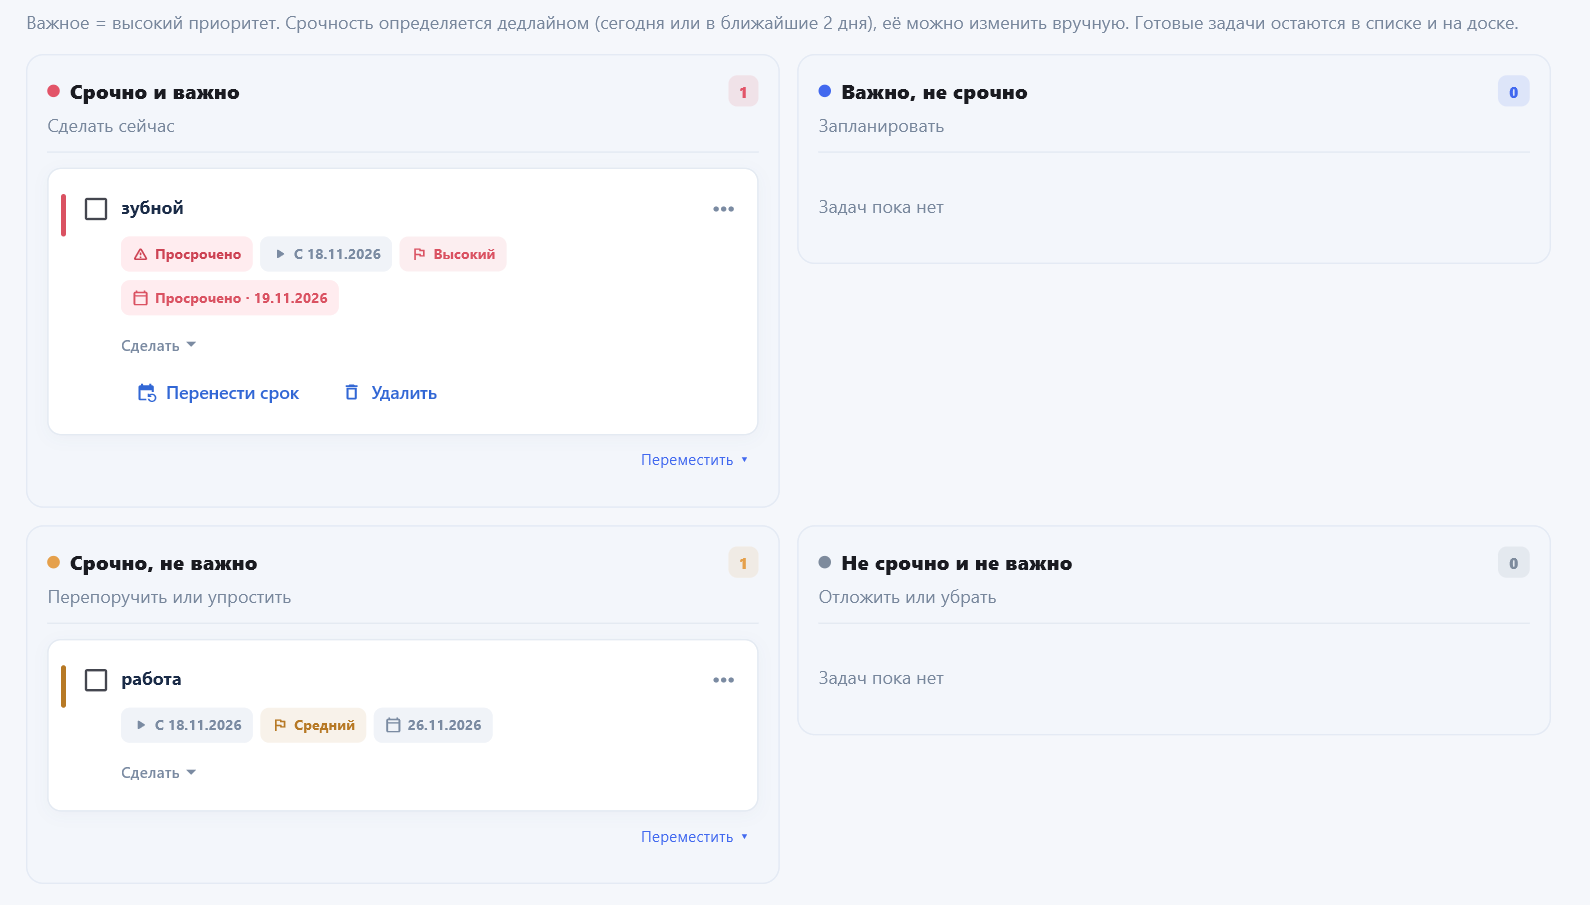 Важное = высокий приоритет. Срочность определяется дедлайном (сегодня или в ближайшие 2 дня), её можно изменить вручную. Готовые задачи остаются в списке и на доске.
Срочно и важно
1
Сделать сейчас
зубной
Просрочено
С 18.11.2026
Высокий
Просрочено · 19.11.2026
Сделать
Перенести срок
Удалить
Переместить
Важно, не срочно
0
Запланировать
Задач пока нет
Срочно, не важно
1
Перепоручить или упростить
работа
С 18.11.2026
Средний
26.11.2026
Сделать
Переместить
Не срочно и не важно
0
Отложить или убрать
Задач пока нет